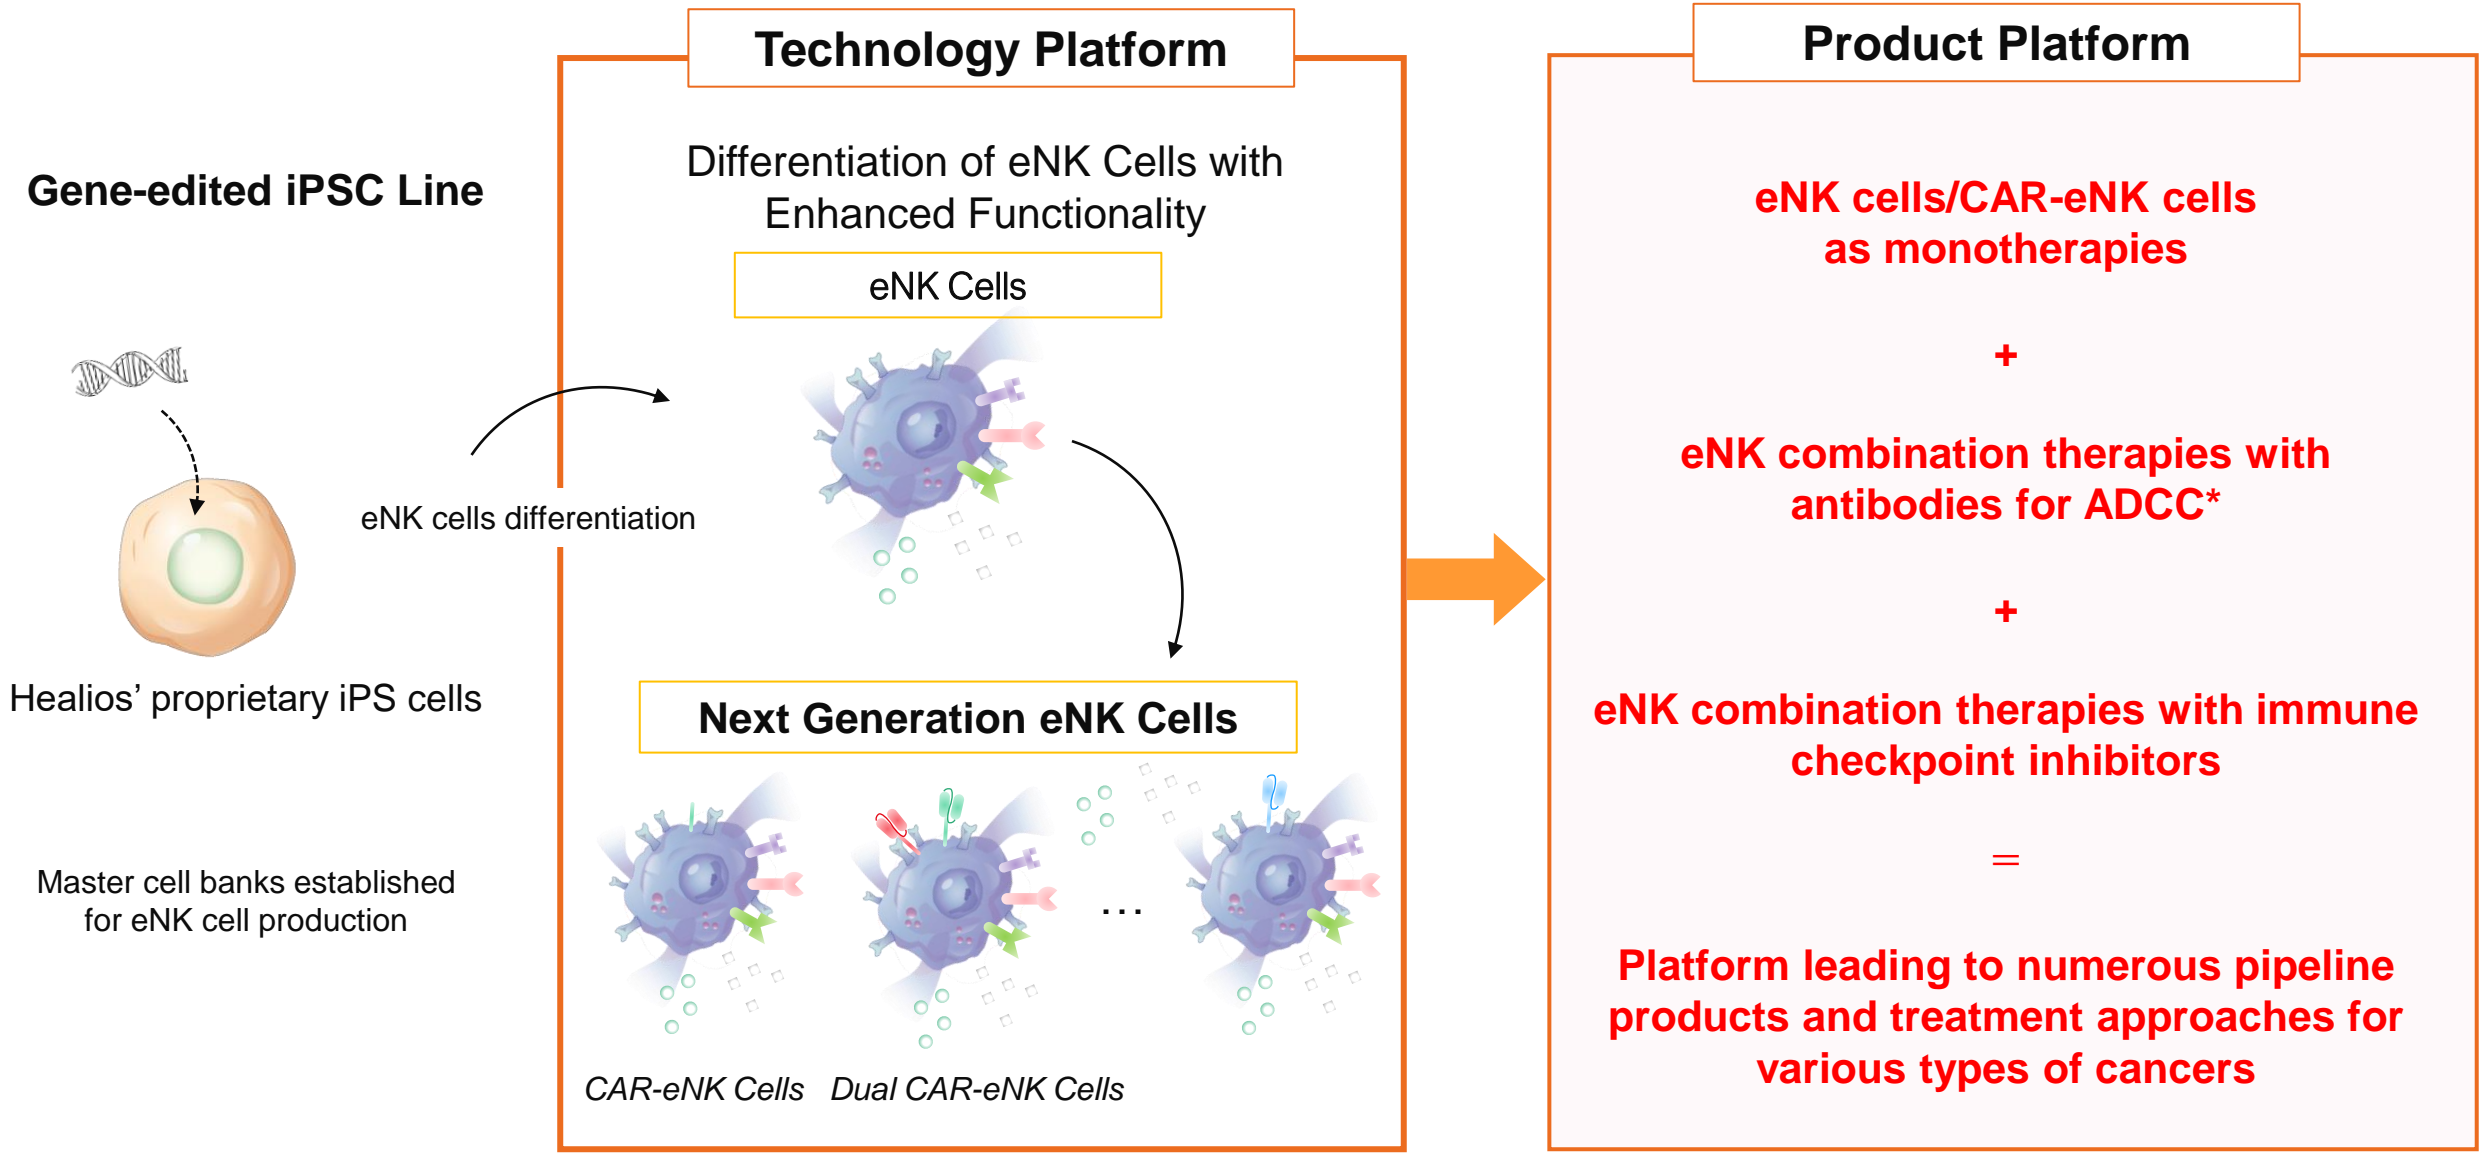 Technology Platform
Product Platform
Gene-edited iPSC Line
Differentiation of eNK Cells with
Enhanced Functionality
eNK Cells
eNK cells differentiation
Healios’ proprietary iPS cells
Master cell banks established
for eNK cell production
Next Generation eNK Cells
...
CAR-eNK Cells
Dual CAR-eNK Cells
eNK cells/CAR-eNK cells
as monotherapies
+
eNK combination therapies with
antibodies for ADCC*
+
eNK combination therapies with immune
checkpoint inhibitors
=
Platform leading to numerous pipeline
products and treatment approaches for
various types of cancers